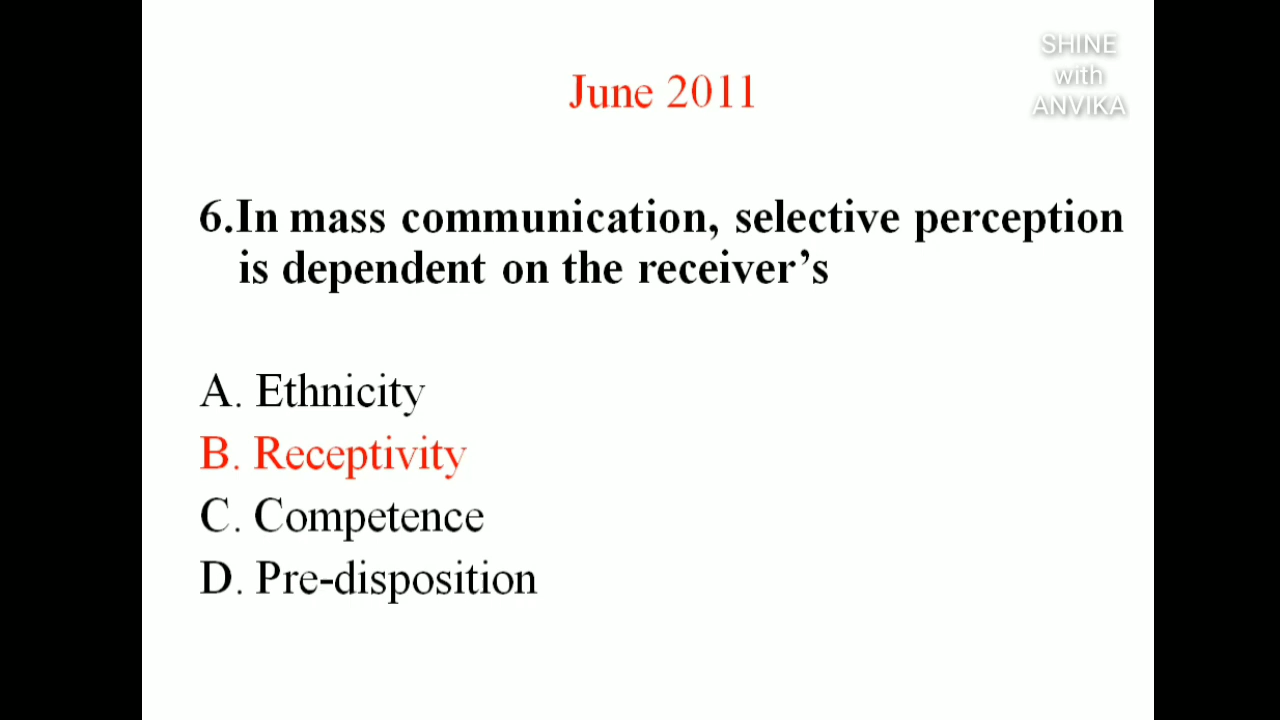 SHINE
with
ANVIKA
June 2011
6.In mass communication, selective perception
is dependent on the receiver’s
A. Ethnicity
B. Receptivity
C. Competence
D. Pre-disposition